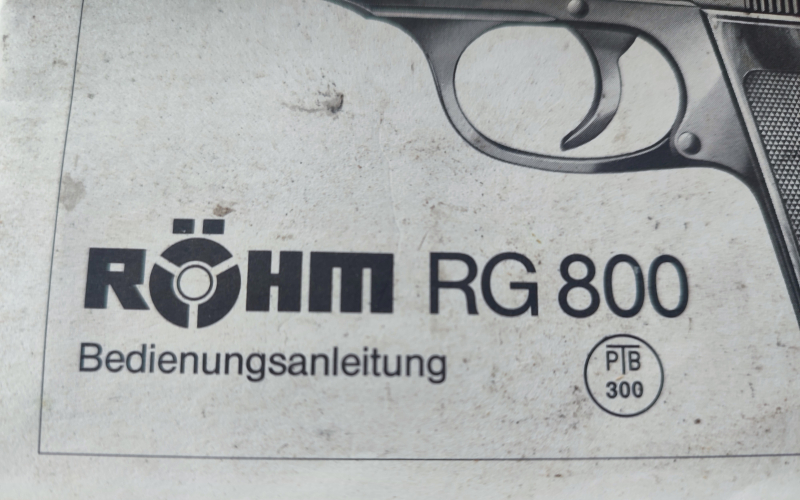 RÖHM RG 800
Bedienungsanleitung
PTB
300